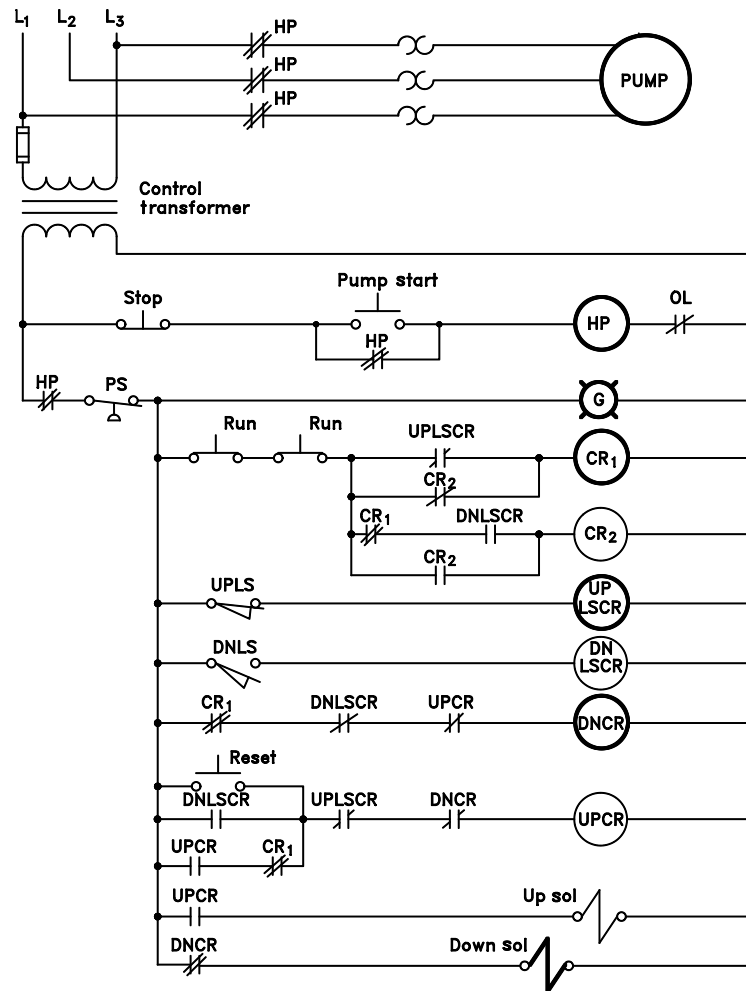 L1 L2 L3
HP
HP
PUMP
HP
Control
transformer
Pump start
Stop
OL
HP
HP
HP PS
G
Run Run
UPLSCR
CR1
CR2
CR1 DNLSCR
CR2
CR2
UPLS
UP
LSCR
DNLS
DN
LSCR
CR1 DNLSCR UPCR
DNCR
Reset
DNLSCR UPLSCR DNCR
UPCR
UPCR CR1
UPCR
Up sol
DNCR
Down sol